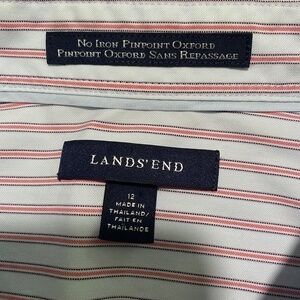 No Iron Pinpoint Oxford
Pinpoint Oxford Sans Repassage
LANDS' END
12
MADE IN
THAILAND/
FAIT EN
THAÏLANDE